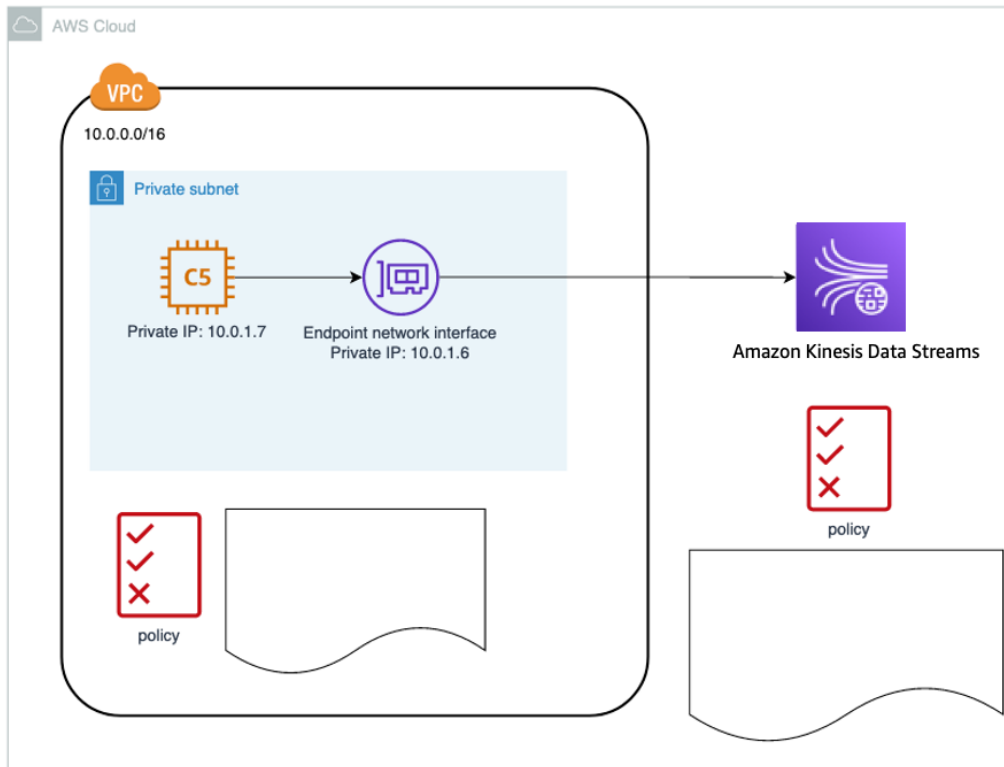 AWS Cloud
VPC
10.0.0.0/16
Private subnet
C5
Private IP: 10.0.1.7
Endpoint network interface
Private IP: 10.0.1.6
Amazon Kinesis Data Streams
policy
policy